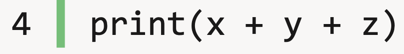 4 print(x + y + z)